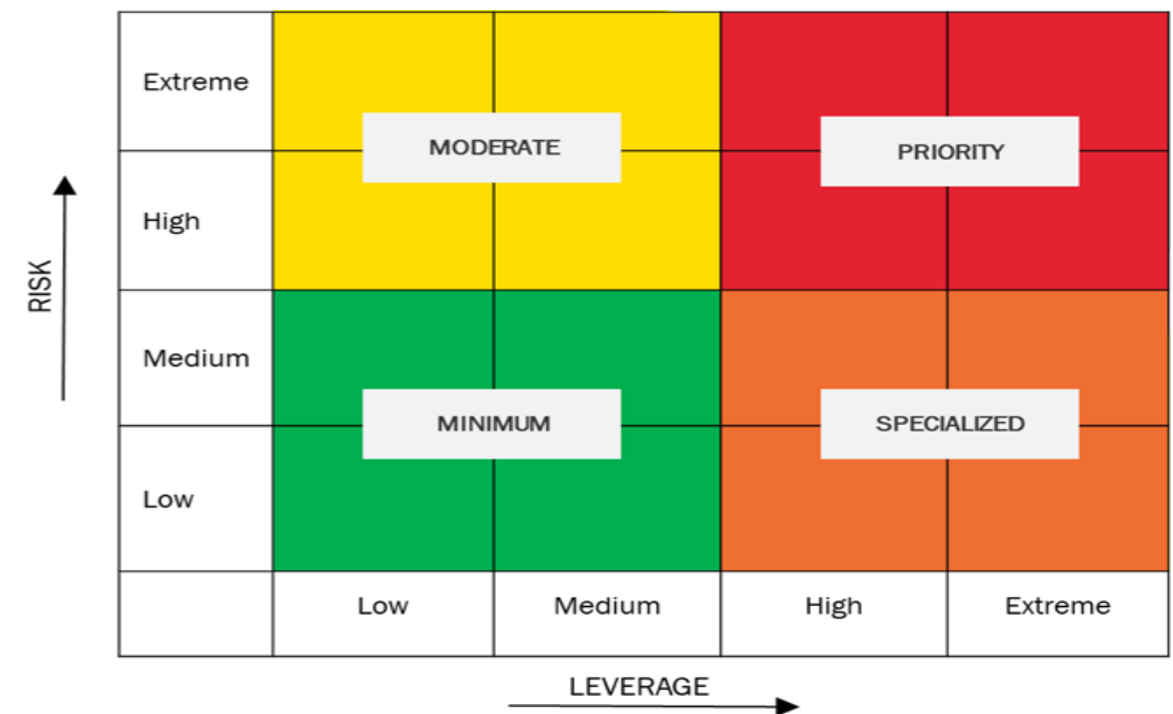 Extreme
MODERATE
PRIORITY
High
RISK
Medium
MINIMUM
SPECIALIZED
Low
Low Medium High Extreme
LEVERAGE